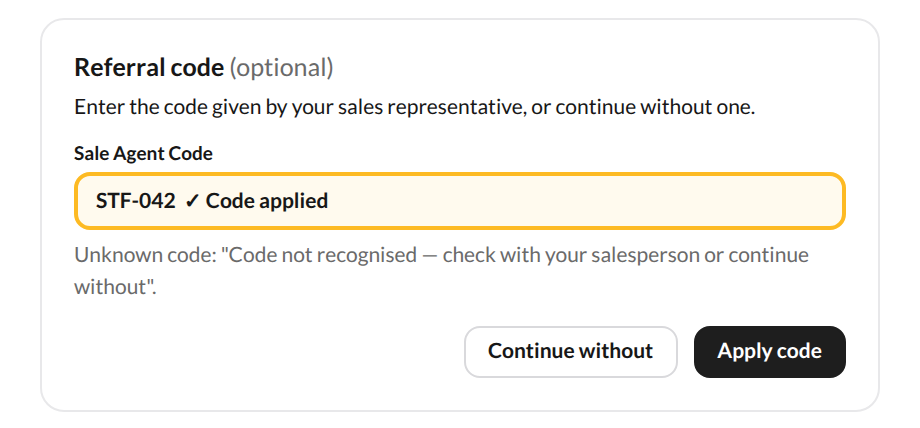 Referral code (optional)
Enter the code given by your sales representative, or continue without one.
Sale Agent Code
STF-042 ✓ Code applied
Unknown code: "Code not recognised — check with your salesperson or continue
without".
Continue without
Apply code